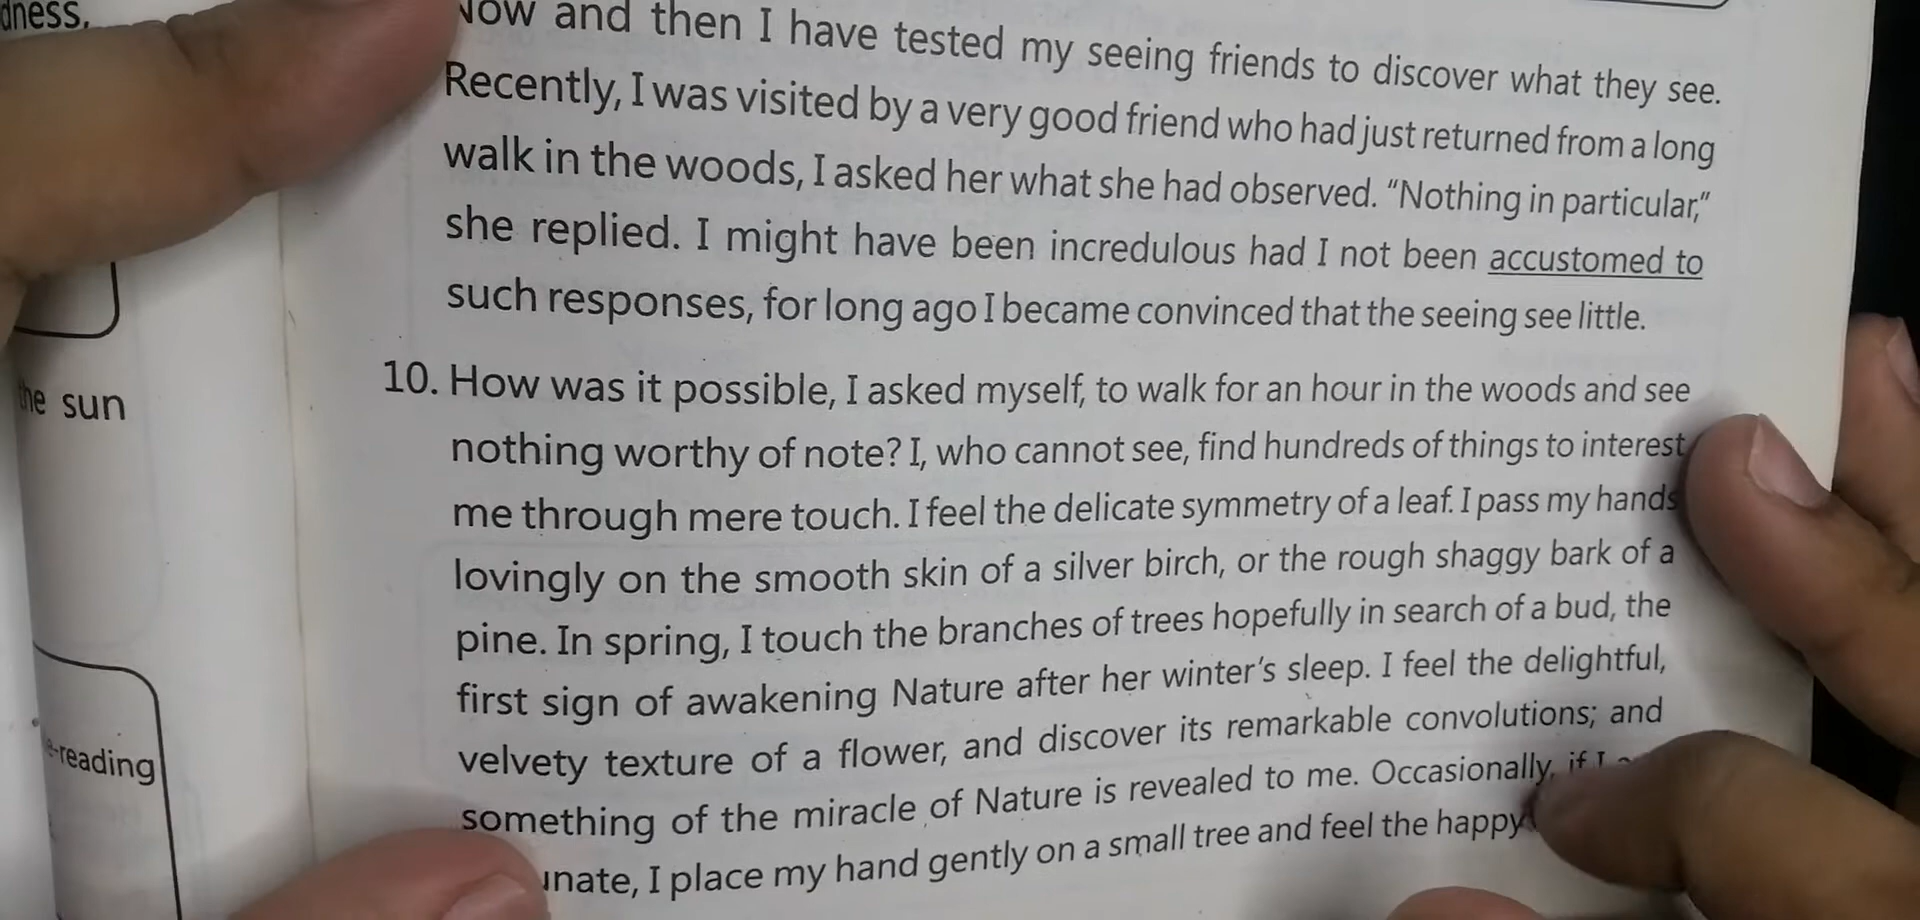 and then I have tested my seeing friends to discover what they see.
Recently, I was visited by a very good friend who had just returned from a long
walk in the woods, I asked her what she had observed. “Nothing in particular,”
she replied. I might have been incredulous had I not been accustomed to
such responses, for long ago I became convinced that the seeing see little.
10. How was it possible, I asked myself, to walk for an hour in the woods and see
nothing worthy of note? I, who cannot see, find hundreds of things to interest
me through mere touch. I feel the delicate symmetry of a leaf. I pass my hands
lovingly on the smooth skin of a silver birch, or the rough shaggy bark of a
pine. In spring, I touch the branches of trees hopefully in search of a bud, the
first sign of awakening Nature after her winter’s sleep. I feel the delightful,
velvety texture of a flower, and discover its remarkable convolutions; and
something of the miracle of Nature is revealed to me. Occasionally, if I
I place my hand gently on a small tree and feel the happy
the sun